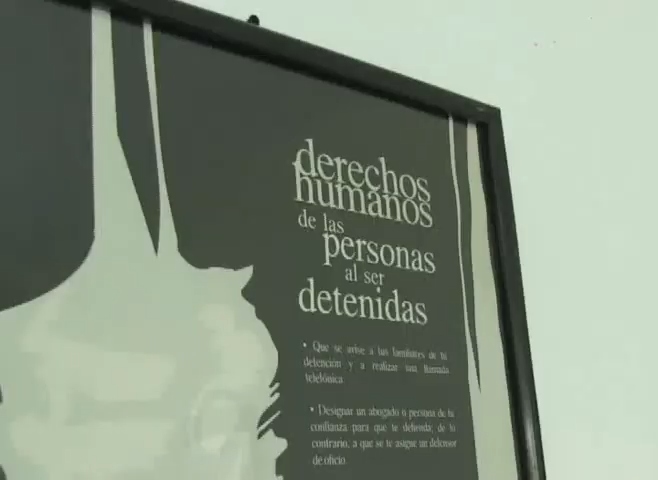 derechos
humanos
de las
personas
al ser
detenidas
• Que se avise a tus familiares de tu
detención y a realizar una llamada
telefónica
• Designar un abogado o persona de tu
confianza para que te defienda; de lo
contrario, a que se te asigne un defensor
de oficio.